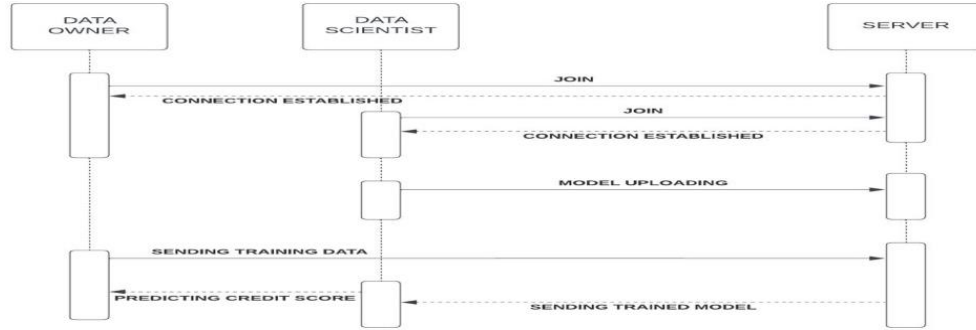 DATA
OWNER
DATA
SCIENTIST
SERVER
JOIN
CONNECTION ESTABLISHED
JOIN
CONNECTION ESTABLISHED
MODEL UPLOADING
SENDING TRAINING DATA
PREDICTING CREDIT SCORE
SENDING TRAINED MODEL